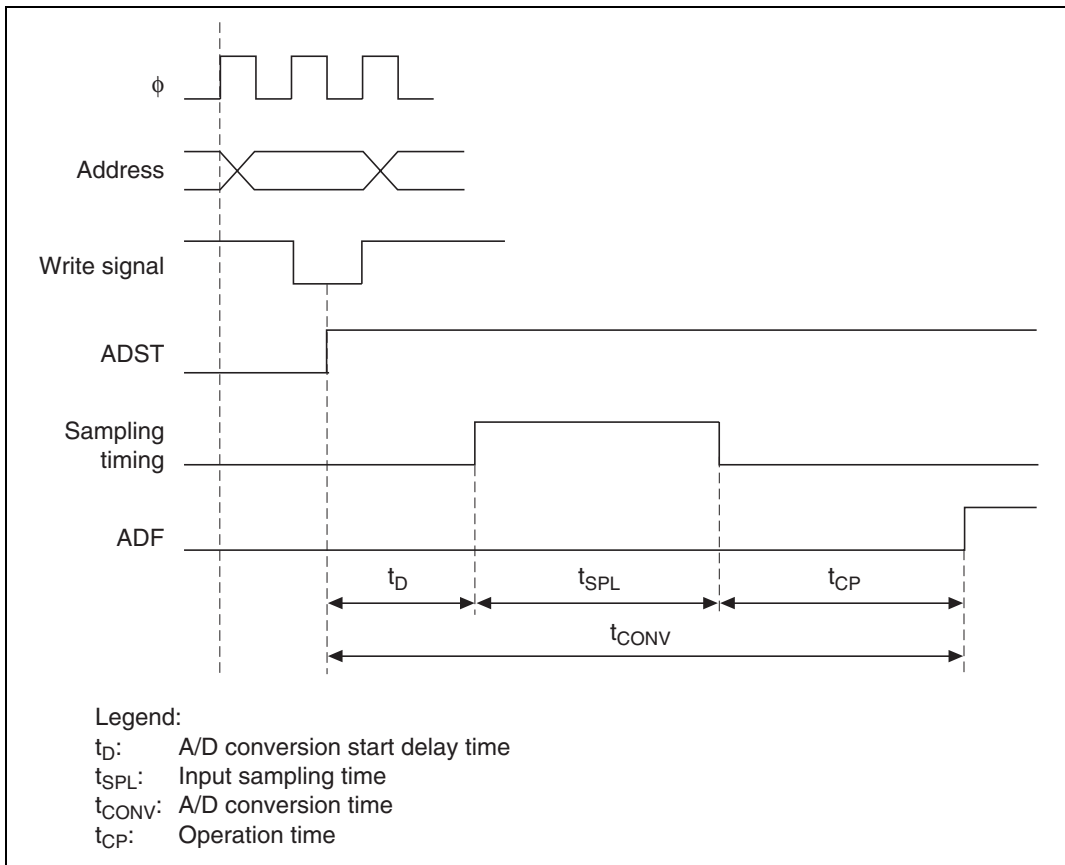 ϕ
Address
Write signal
ADST
Sampling
timing
ADF
tD tSPL tCP
tCONV
Legend:
tD: A/D conversion start delay time
tSPL: Input sampling time
tCONV: A/D conversion time
tCP: Operation time